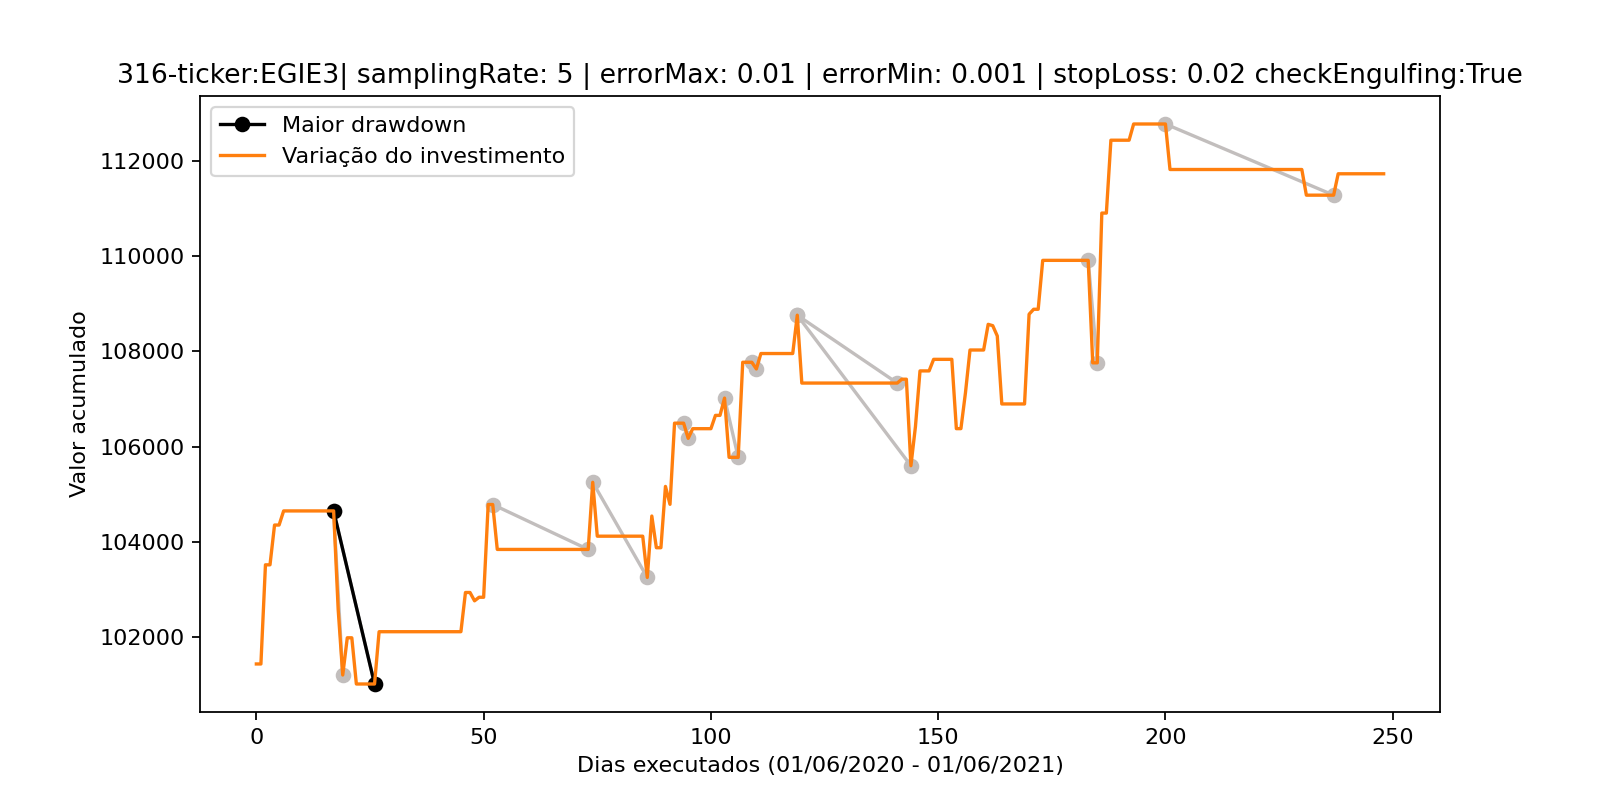 316-ticker:EGIE3| samplingRate: 5 | errorMax: 0.01 | errorMin: 0.001 | stopLoss: 0.02 checkEngulfing:True
Maior drawdown
Variação do investimento
112000
110000
108000
106000
104000
102000
Valor acumulado
0 50 100 150 200 250
Dias executados (01/06/2020 - 01/06/2021)